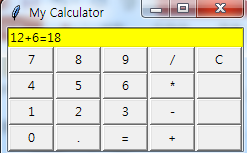 My Calculator
12+6=18
7 8 9 / C
4 5 6 *
1 2 3 -
0 . = +